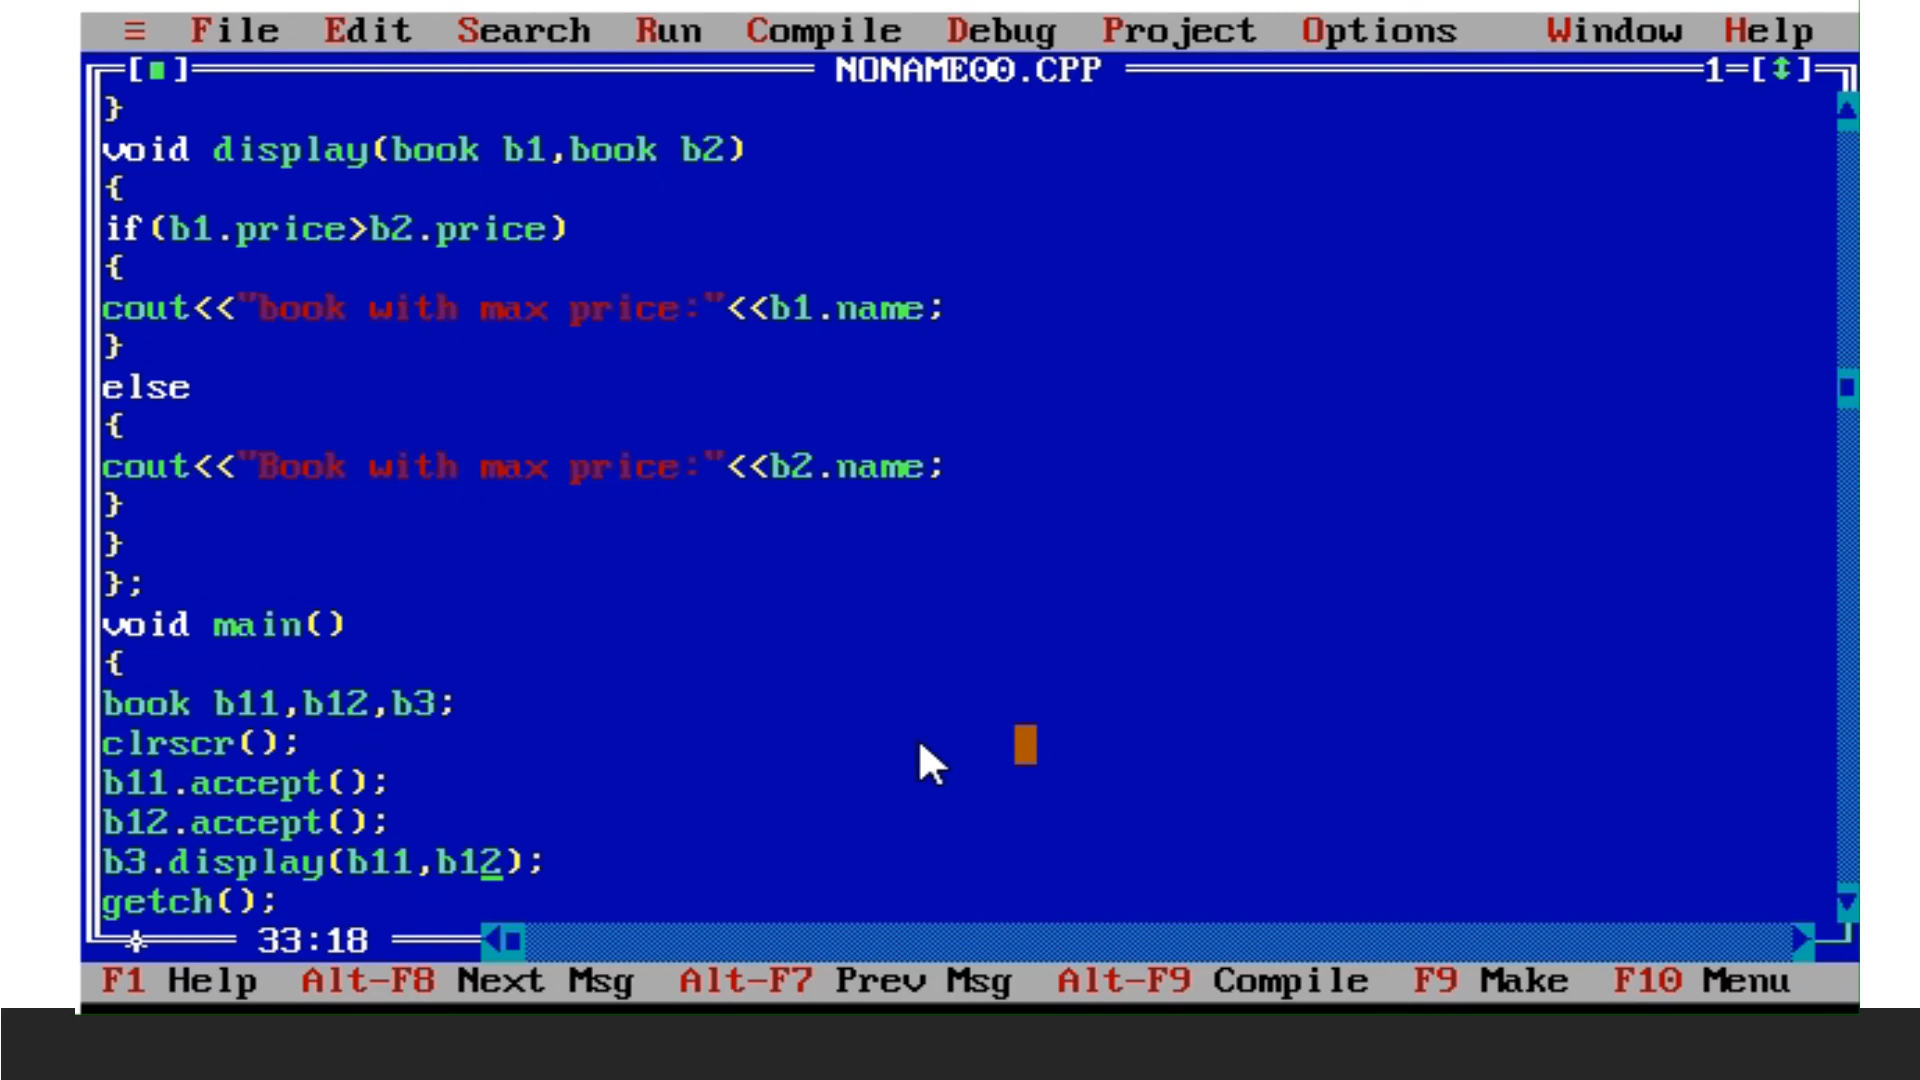 ≡ File Edit Search Run Compile Debug Project Options Window Help
[■] NONAME00.CPP 1=[↕]
}
void display(book b1,book b2)
{
if(b1.price>b2.price)
{
cout<<"book with max price:"<<b1.name;
}
else
{
cout<<"Book with max price:"<<b2.name;
}
}
};
void main()
{
book b11,b12,b3;
clrscr();
b11.accept();
b12.accept();
b3.display(b11,b12);
getch();
33:18
F1 Help Alt-F8 Next Msg Alt-F7 Prev Msg Alt-F9 Compile F9 Make F10 Menu